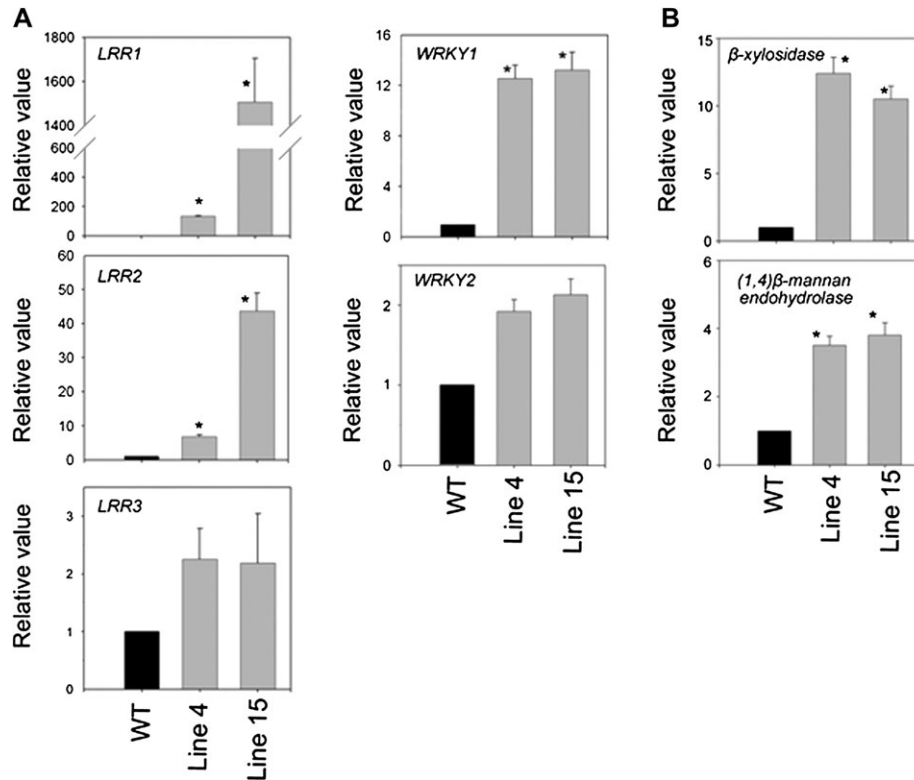 A
B
LRR1
Relative value
1800
1600
1400
600
400
200
0
*
*
WRKY1
Relative value
16
12
8
4
0
*
*
β-xylosidase
Relative value
15
10
5
0
*
*
LRR2
Relative value
60
50
40
30
20
10
0
*
*
WRKY2
Relative value
2
1
0
WT
Line 4
Line 15
(1,4)β-mannan
endohydrolase
Relative value
6
4
2
0
*
*
WT
Line 4
Line 15
LRR3
Relative value
3
2
1
0
WT
Line 4
Line 15